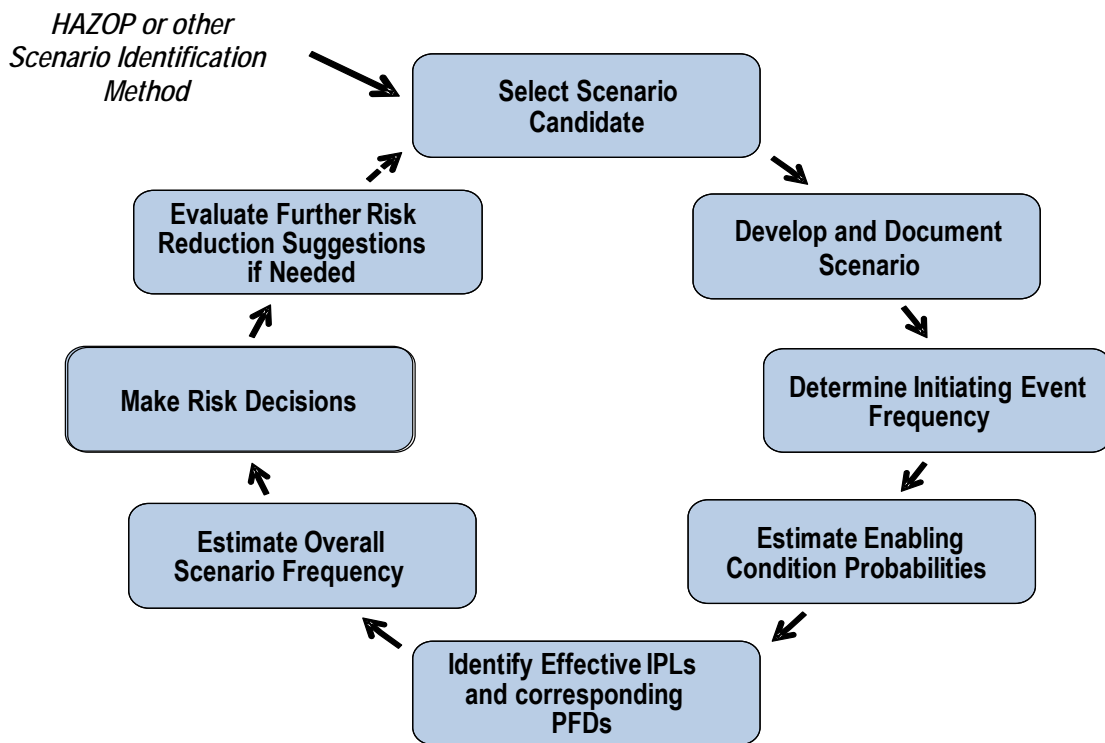 HAZOP or other
Scenario Identification
Method
Select Scenario
Candidate
Develop and Document
Scenario
Determine Initiating Event
Frequency
Estimate Enabling
Condition Probabilities
Identify Effective IPLs
and corresponding
PFDs
Estimate Overall
Scenario Frequency
Make Risk Decisions
Evaluate Further Risk
Reduction Suggestions
if Needed